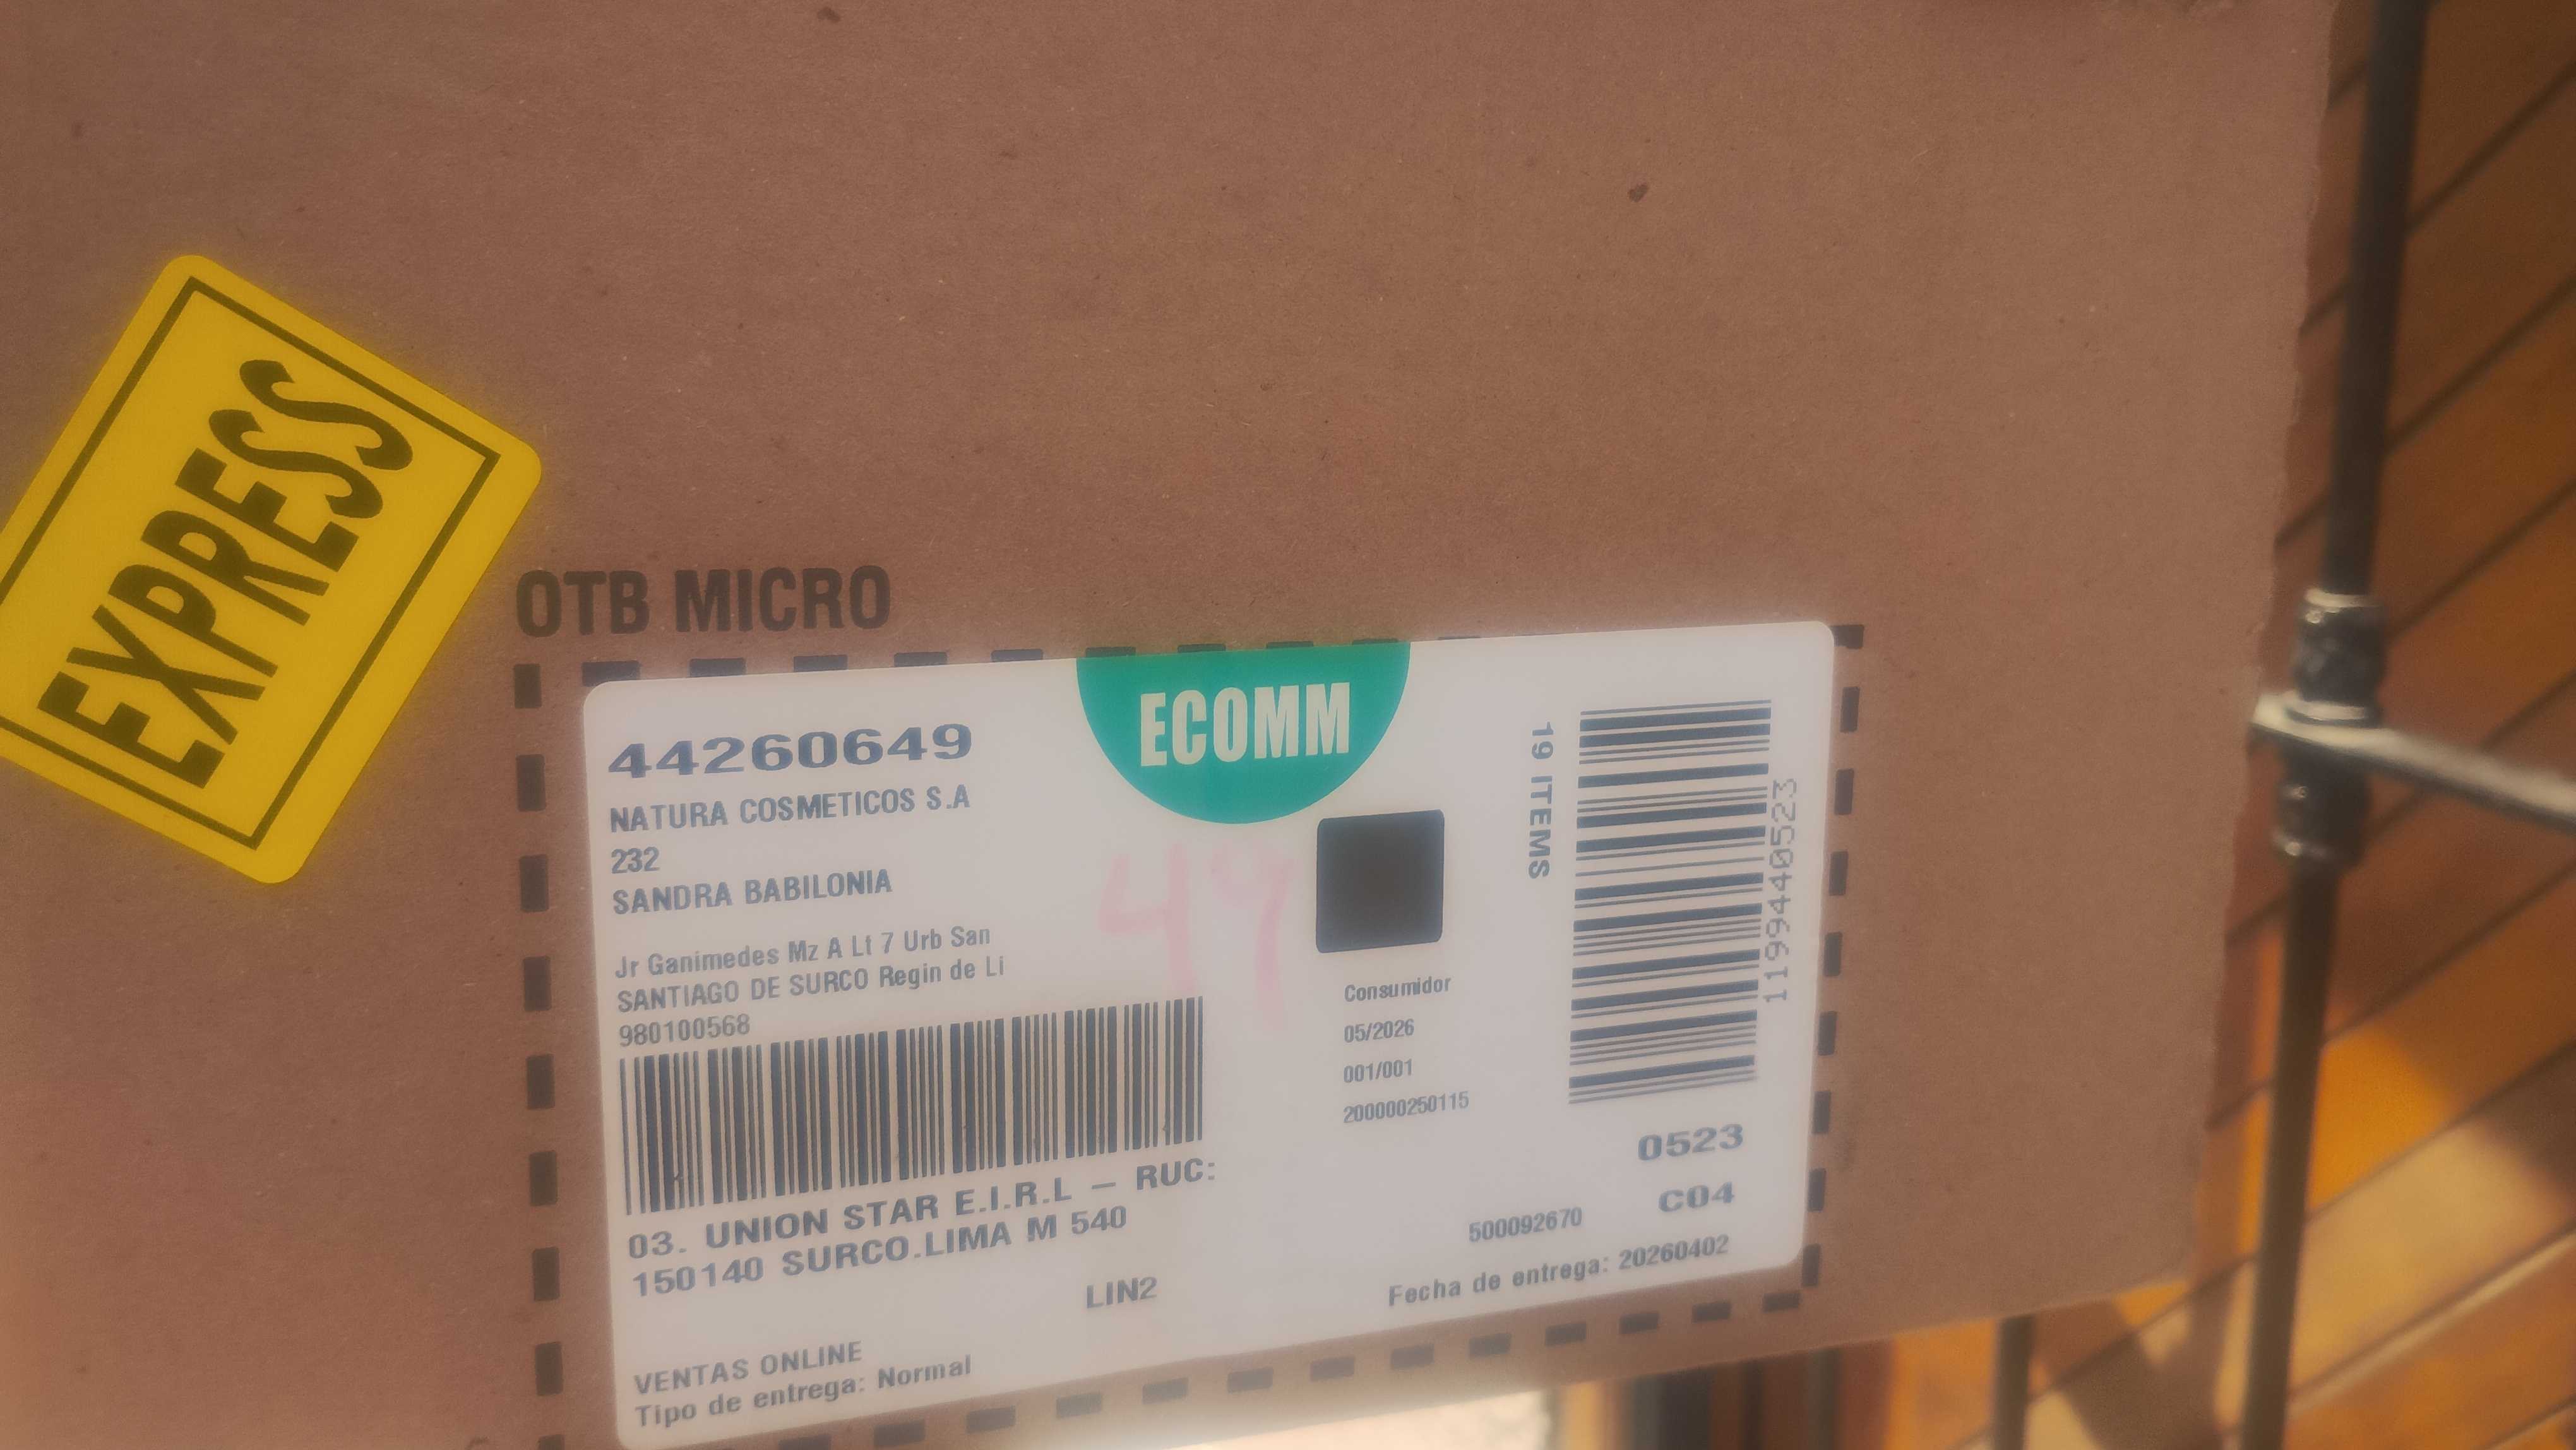 EXPRESS
OTB MICRO
ECOMM
44260649
NATURA COSMETICOS S.A
232
SANDRA BABILONIA
Jr Ganimedes Mz A Lt 7 Urb San
SANTIAGO DE SURCO Regin de Li
980100568
47
03. UNION STAR E.I.R.L – RUC:
150140 SURCO.LIMA M 540
LIN2
VENTAS ONLINE
Tipo de entrega: Normal
Consumidor
05/2026
001/001
200000250115
19 ITEMS
11994440523
0523
C04
500092670
Fecha de entrega: 20260402